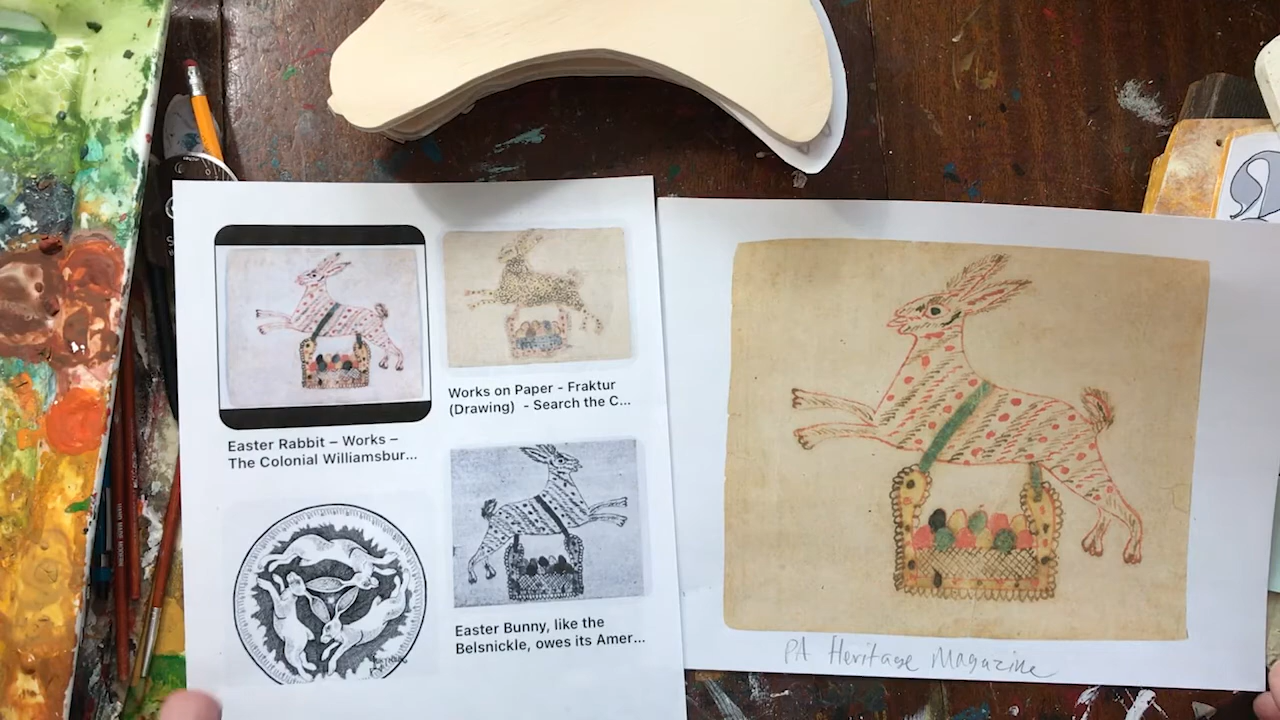 Easter Rabbit – Works –
The Colonial Williamsbur...
Works on Paper - Fraktur
(Drawing)  - Search the C...
Easter Bunny, like the
Belsnickle, owes its Amer...
PA Heritage Magazine